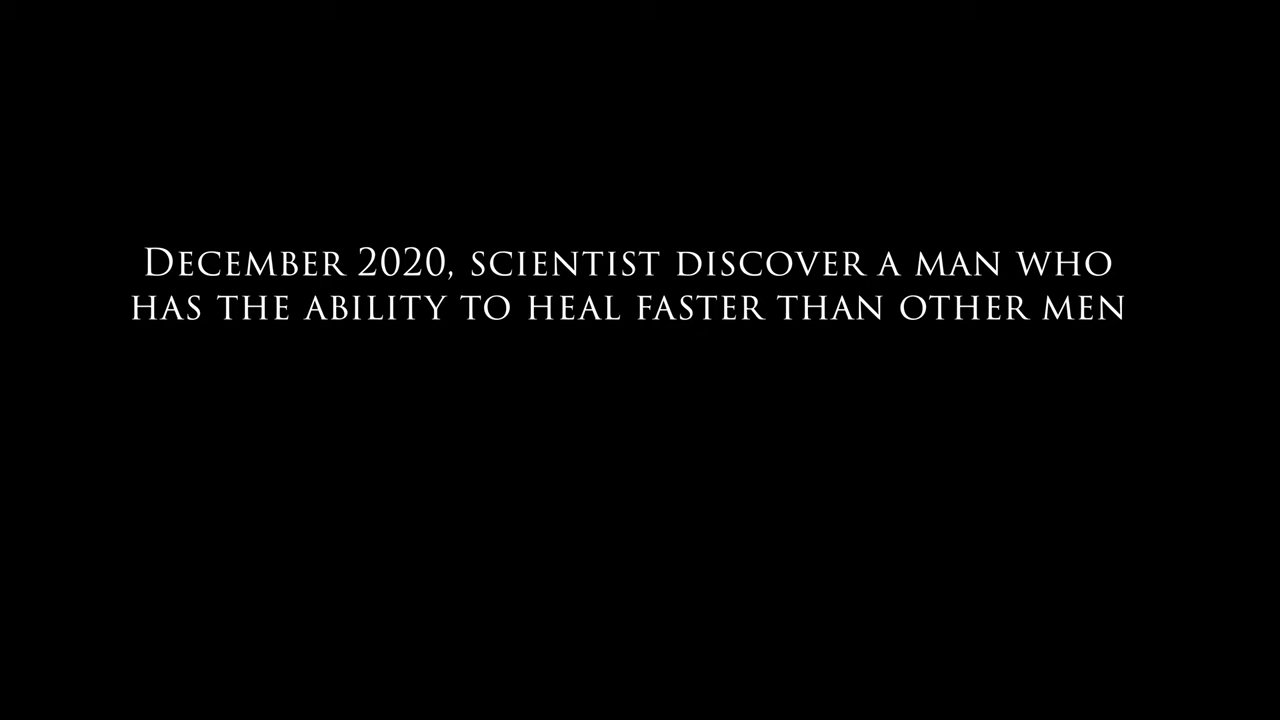 December 2020, scientist discover a man who
has the ability to heal faster than other men